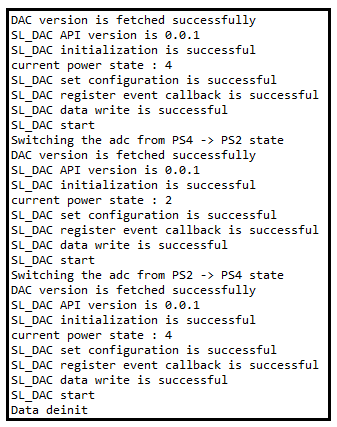 DAC version is fetched successfully
SL_DAC API version is 0.0.1
SL_DAC initialization is successful
current power state : 4
SL_DAC set configuration is successful
SL_DAC register event callback is successful
SL_DAC data write is successful
SL_DAC start
Switching the adc from PS4 -> PS2 state
DAC version is fetched successfully
SL_DAC API version is 0.0.1
SL_DAC initialization is successful
current power state : 2
SL_DAC set configuration is successful
SL_DAC register event callback is successful
SL_DAC data write is successful
SL_DAC start
Switching the adc from PS2 -> PS4 state
DAC version is fetched successfully
SL_DAC API version is 0.0.1
SL_DAC initialization is successful
current power state : 4
SL_DAC set configuration is successful
SL_DAC register event callback is successful
SL_DAC data write is successful
SL_DAC start
Data deinit